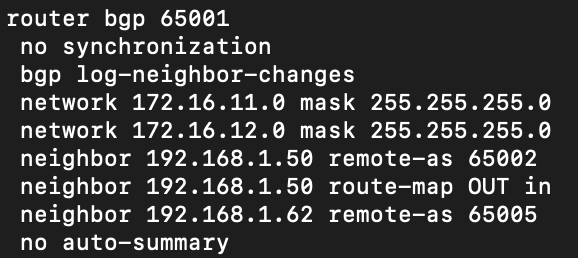 router bgp 65001
no synchronization
bgp log-neighbor-changes
network 172.16.11.0 mask 255.255.255.0
network 172.16.12.0 mask 255.255.255.0
neighbor 192.168.1.50 remote-as 65002
neighbor 192.168.1.50 route-map OUT in
neighbor 192.168.1.62 remote-as 65005
no auto-summary